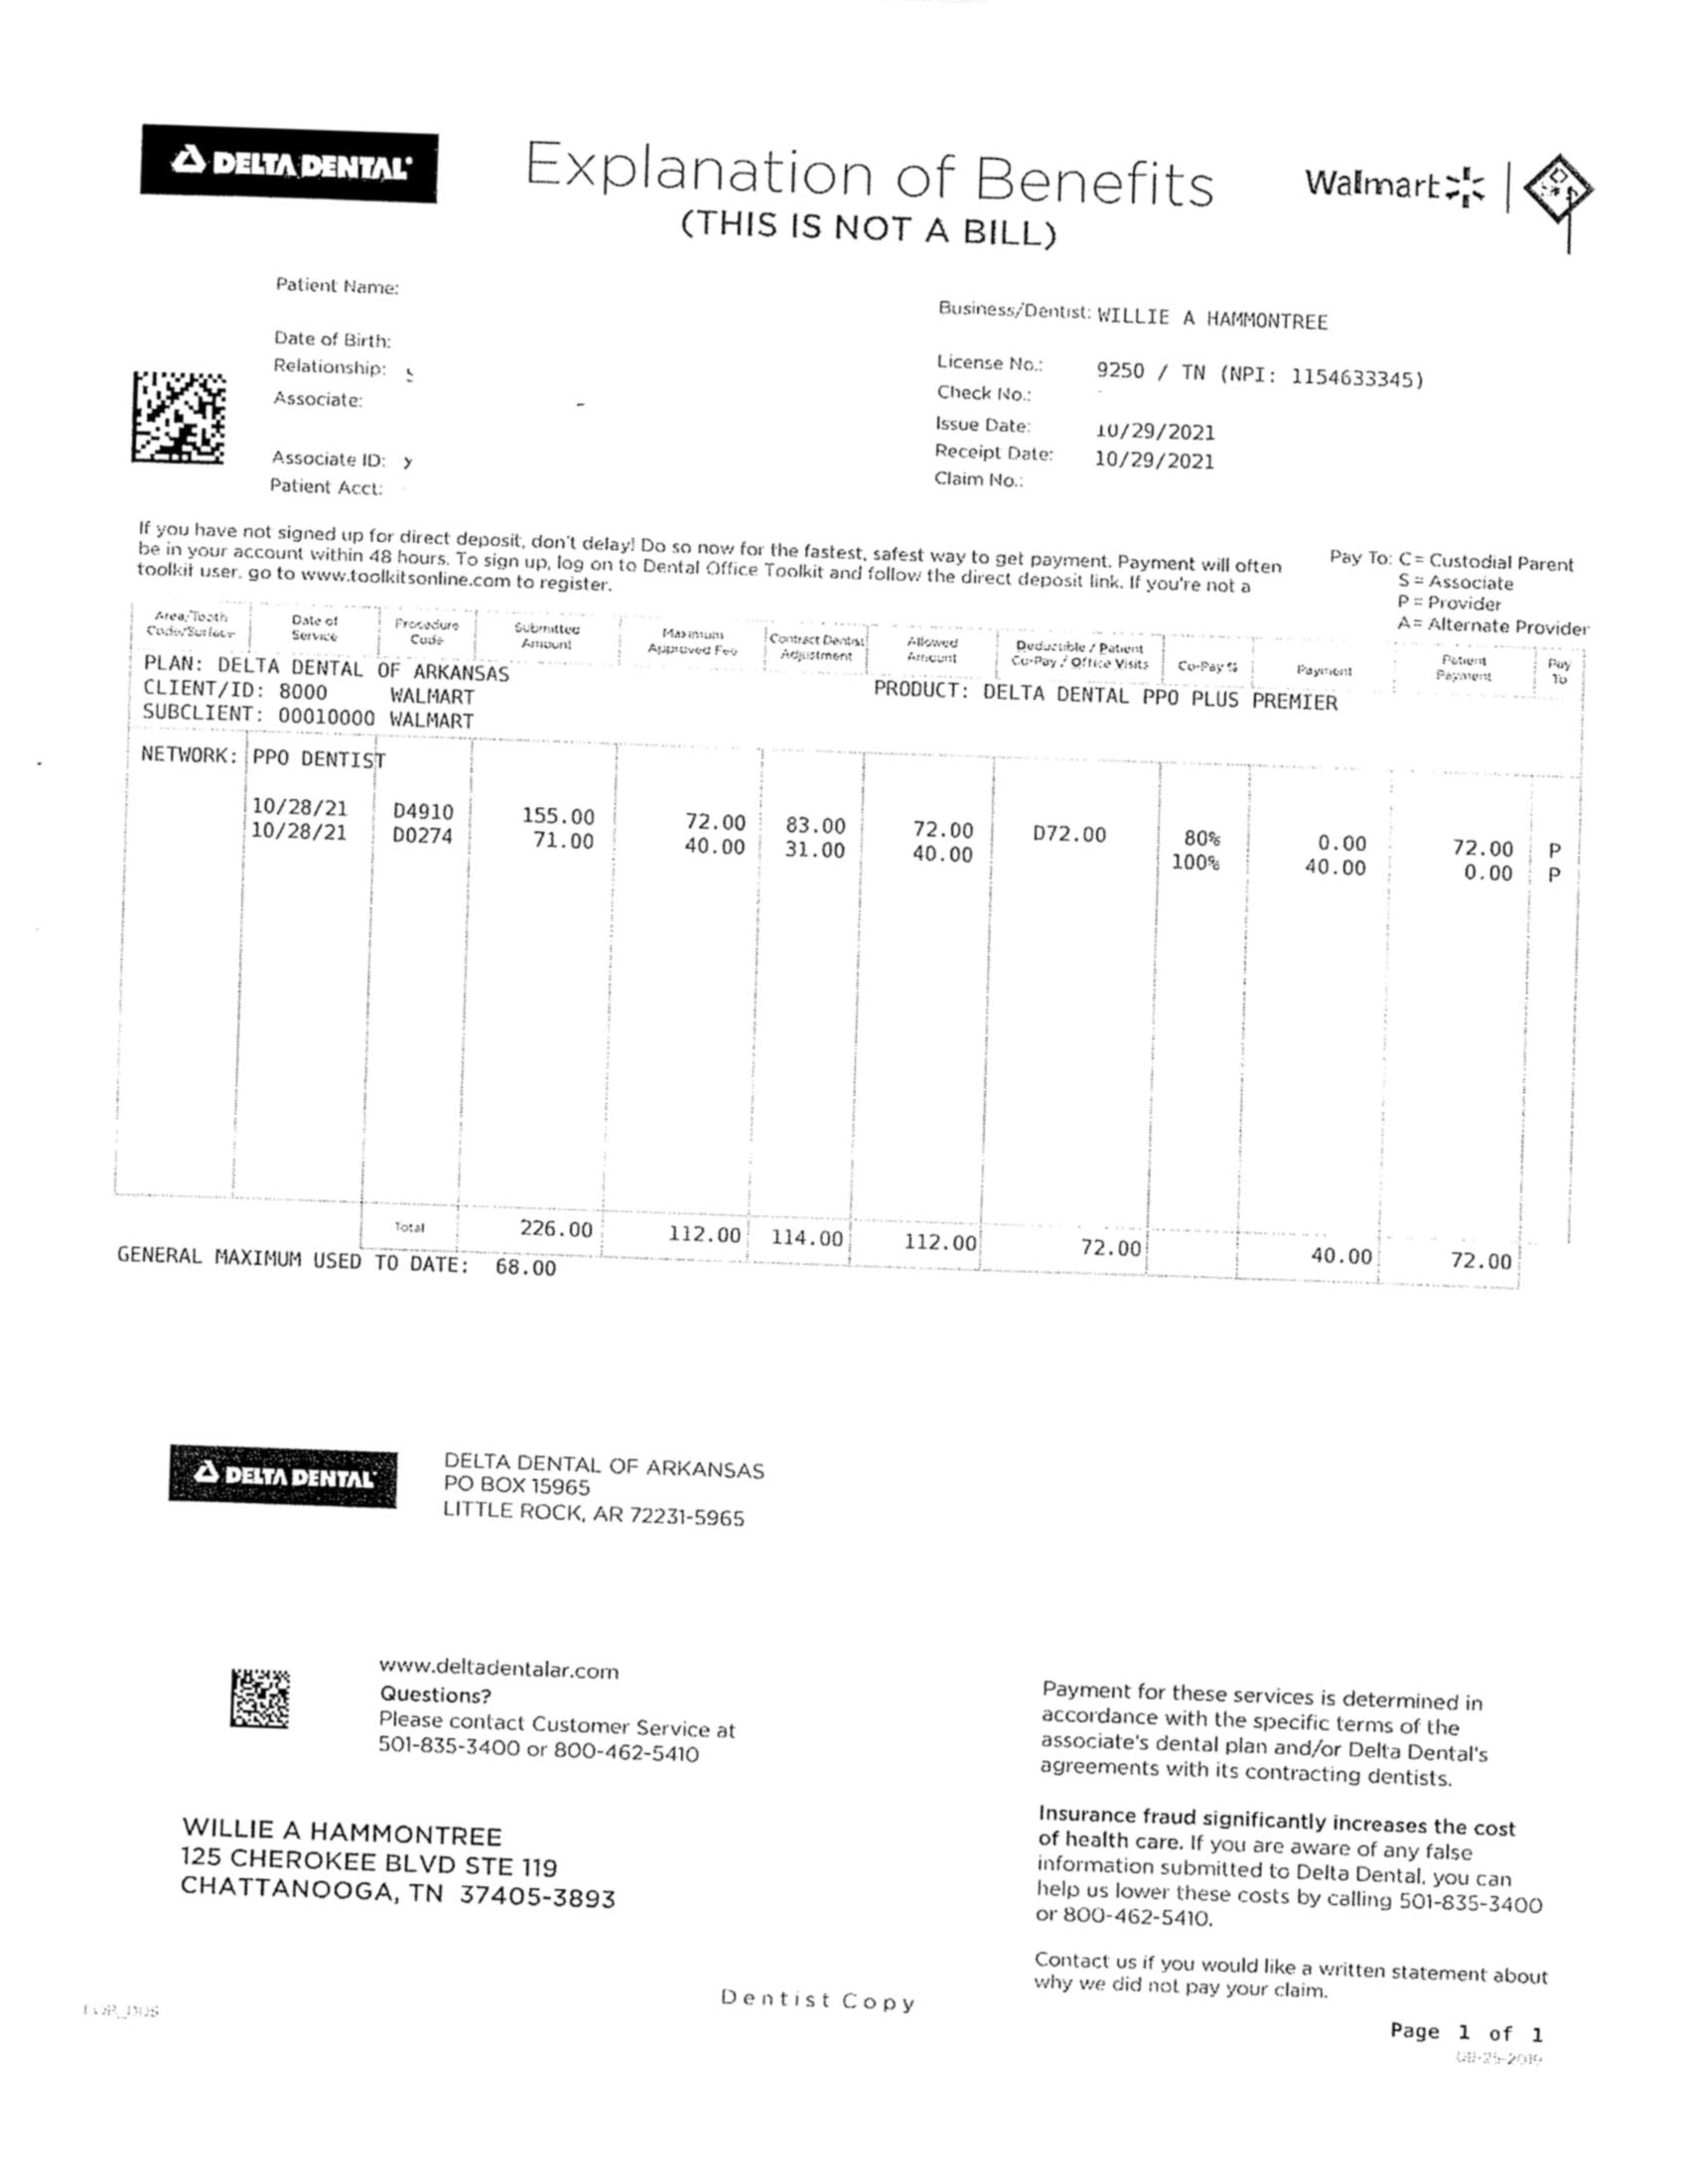 DELTA DENTAL
Explanation of Benefits
(THIS IS NOT A BILL)
Walmart
Patient Name:
Date of Birth:
Relationship:
Associate:
Associate ID:
Patient Acct:
Business/Dentist: WILLIE A HAMMONTREE
License No.: 9250 / TN (NPI: 1154633345)
Check No.:
Issue Date: 10/29/2021
Receipt Date: 10/29/2021
Claim No.:
If you have not signed up for direct deposit, don't delay! Do so now for the fastest, safest way to get payment. Payment will often
be in your account within 48 hours. To sign up, log on to Dental Office Toolkit and follow the direct deposit link. If you're not a
toolkit user, go to www.toolkitsonline.com to register.
Pay To: C = Custodial Parent
S = Associate
P = Provider
A = Alternate Provider
Area/Tooth Code/Surface Date of Service Procedure Code Submitted Amount Maximum Approved Fee Contract Dentist Adjustment Allowed Amount Deductible / Patient Co-Pay / Office Visits Co-Pay % Payment Patient Payment Pay To
PLAN: DELTA DENTAL OF ARKANSAS
CLIENT/ID: 8000 WALMART PRODUCT: DELTA DENTAL PPO PLUS PREMIER
SUBCLIENT: 00010000 WALMART
NETWORK: PPO DENTIST
10/28/21 D4910 155.00 72.00 83.00 72.00 D72.00 80% 0.00 72.00 P
10/28/21 D0274 71.00 40.00 31.00 40.00 100% 40.00 0.00 P
Total 226.00 112.00 114.00 112.00 72.00 40.00 72.00
GENERAL MAXIMUM USED TO DATE: 68.00
DELTA DENTAL
DELTA DENTAL OF ARKANSAS
PO BOX 15965
LITTLE ROCK, AR 72231-5965
www.deltadentalar.com
Questions?
Please contact Customer Service at
501-835-3400 or 800-462-5410
WILLIE A HAMMONTREE
125 CHEROKEE BLVD STE 119
CHATTANOOGA, TN 37405-3893
Payment for these services is determined in
accordance with the specific terms of the
associate's dental plan and/or Delta Dental's
agreements with its contracting dentists.
Insurance fraud significantly increases the cost
of health care. If you are aware of any false
information submitted to Delta Dental, you can
help us lower these costs by calling 501-835-3400
or 800-462-5410.
Contact us if you would like a written statement about
why we did not pay your claim.
Dentist Copy
Page 1 of 1